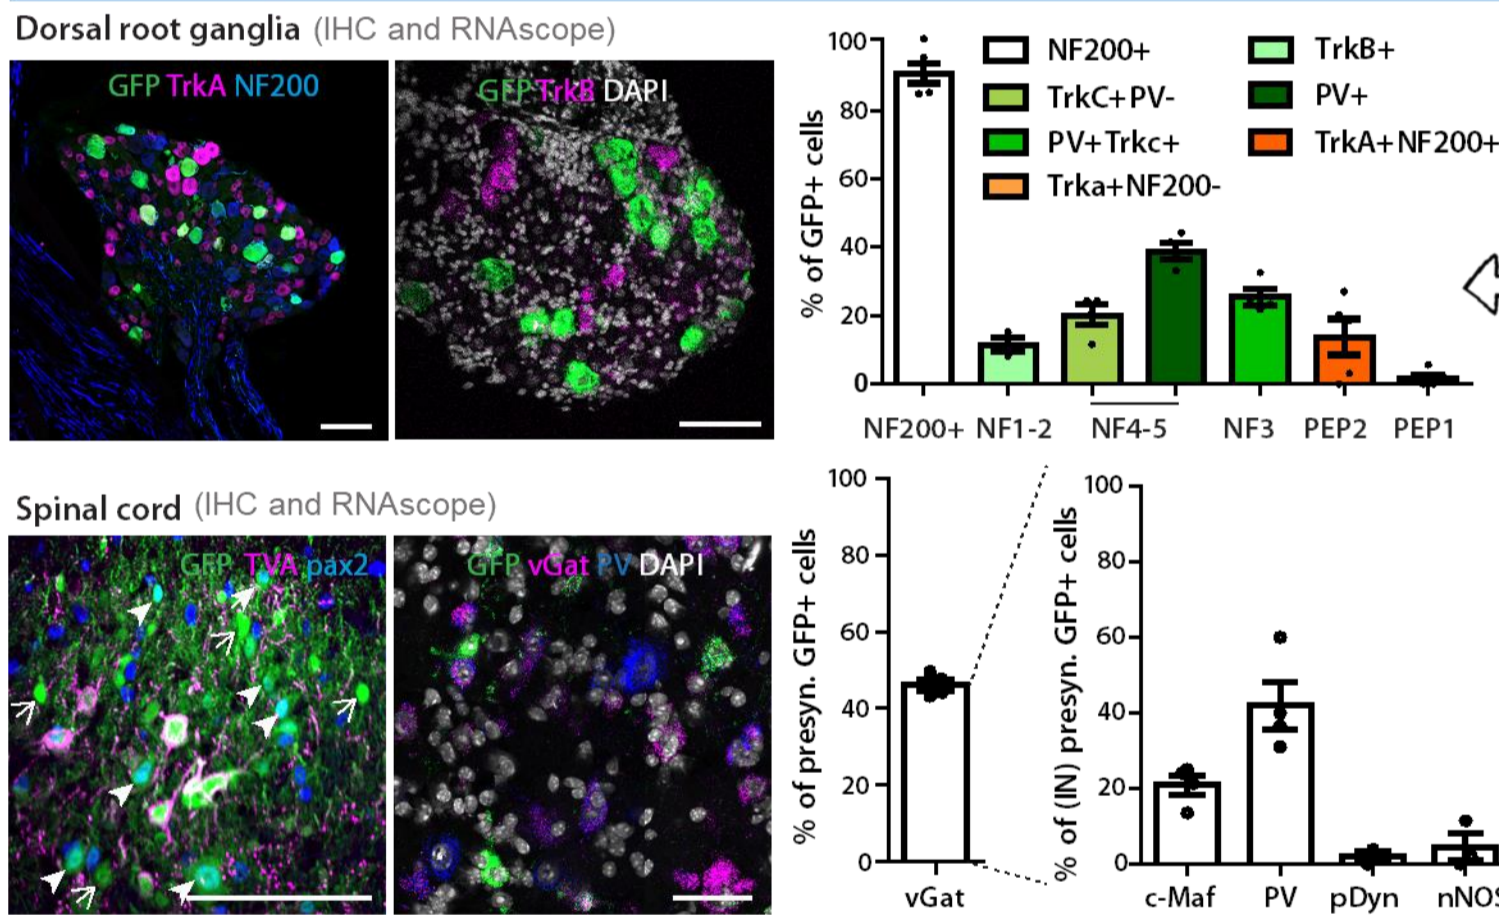 Dorsal root ganglia (IHC and RNAscope)
GFP TrkA NF200
GFP TrkB DAPI
% of GFP+ cells
100
80
60
40
20
0
NF200+
TrkC+PV-
PV+Trkc+
Trka+NF200-
TrkB+
PV+
TrkA+NF200+
NF200+ NF1-2 NF4-5 NF3 PEP2 PEP1
Spinal cord (IHC and RNAscope)
GFP TVA pax2
GFP vGat PV DAPI
% of presyn. GFP+ cells
100
80
60
40
20
0
vGat
% of (IN) presyn. GFP+ cells
100
80
60
40
20
0
c-Maf PV pDyn nNOS